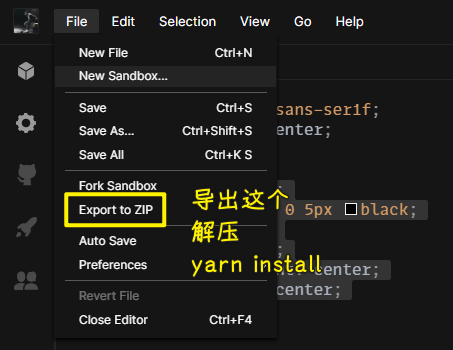 File Edit Selection View Go Help
New File Ctrl+N
New Sandbox...
Save Ctrl+S
Save As... Ctrl+Shift+S
Save All Ctrl+K S
Fork Sandbox
Export to ZIP
Auto Save
Preferences
Revert File
Close Editor Ctrl+F4
sans-serif;
center;
;
0 5px black;
;
center;
center;
导出这个
解压
yarn install